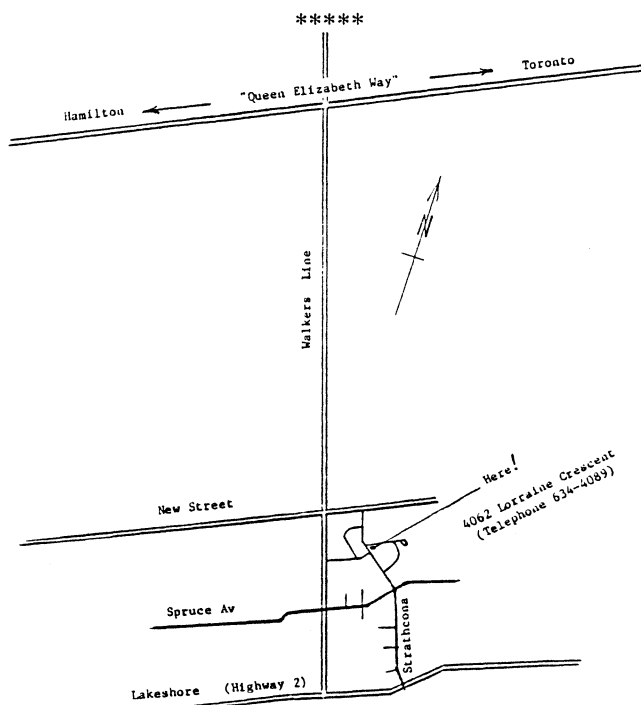 *****
Toronto
"Queen Elizabeth Way"
Hamilton
N
Walkers Line
Here!
4062 Lorraine Crescent
(Telephone 634-4089)
New Street
Spruce Av
Strathcona
Lakeshore (Highway 2)